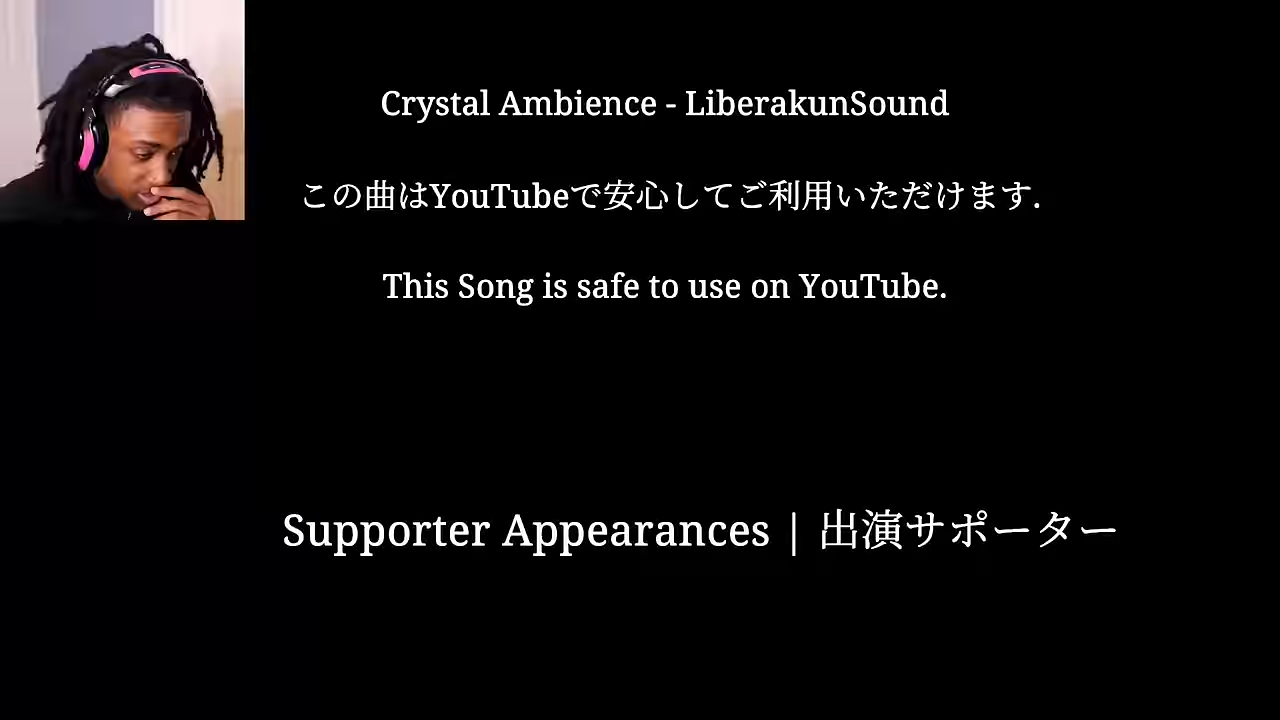 Crystal Ambience - LiberakunSound
この曲はYouTubeで安心してご利用いただけます.
This Song is safe to use on YouTube.
Supporter Appearances | 出演サポーター